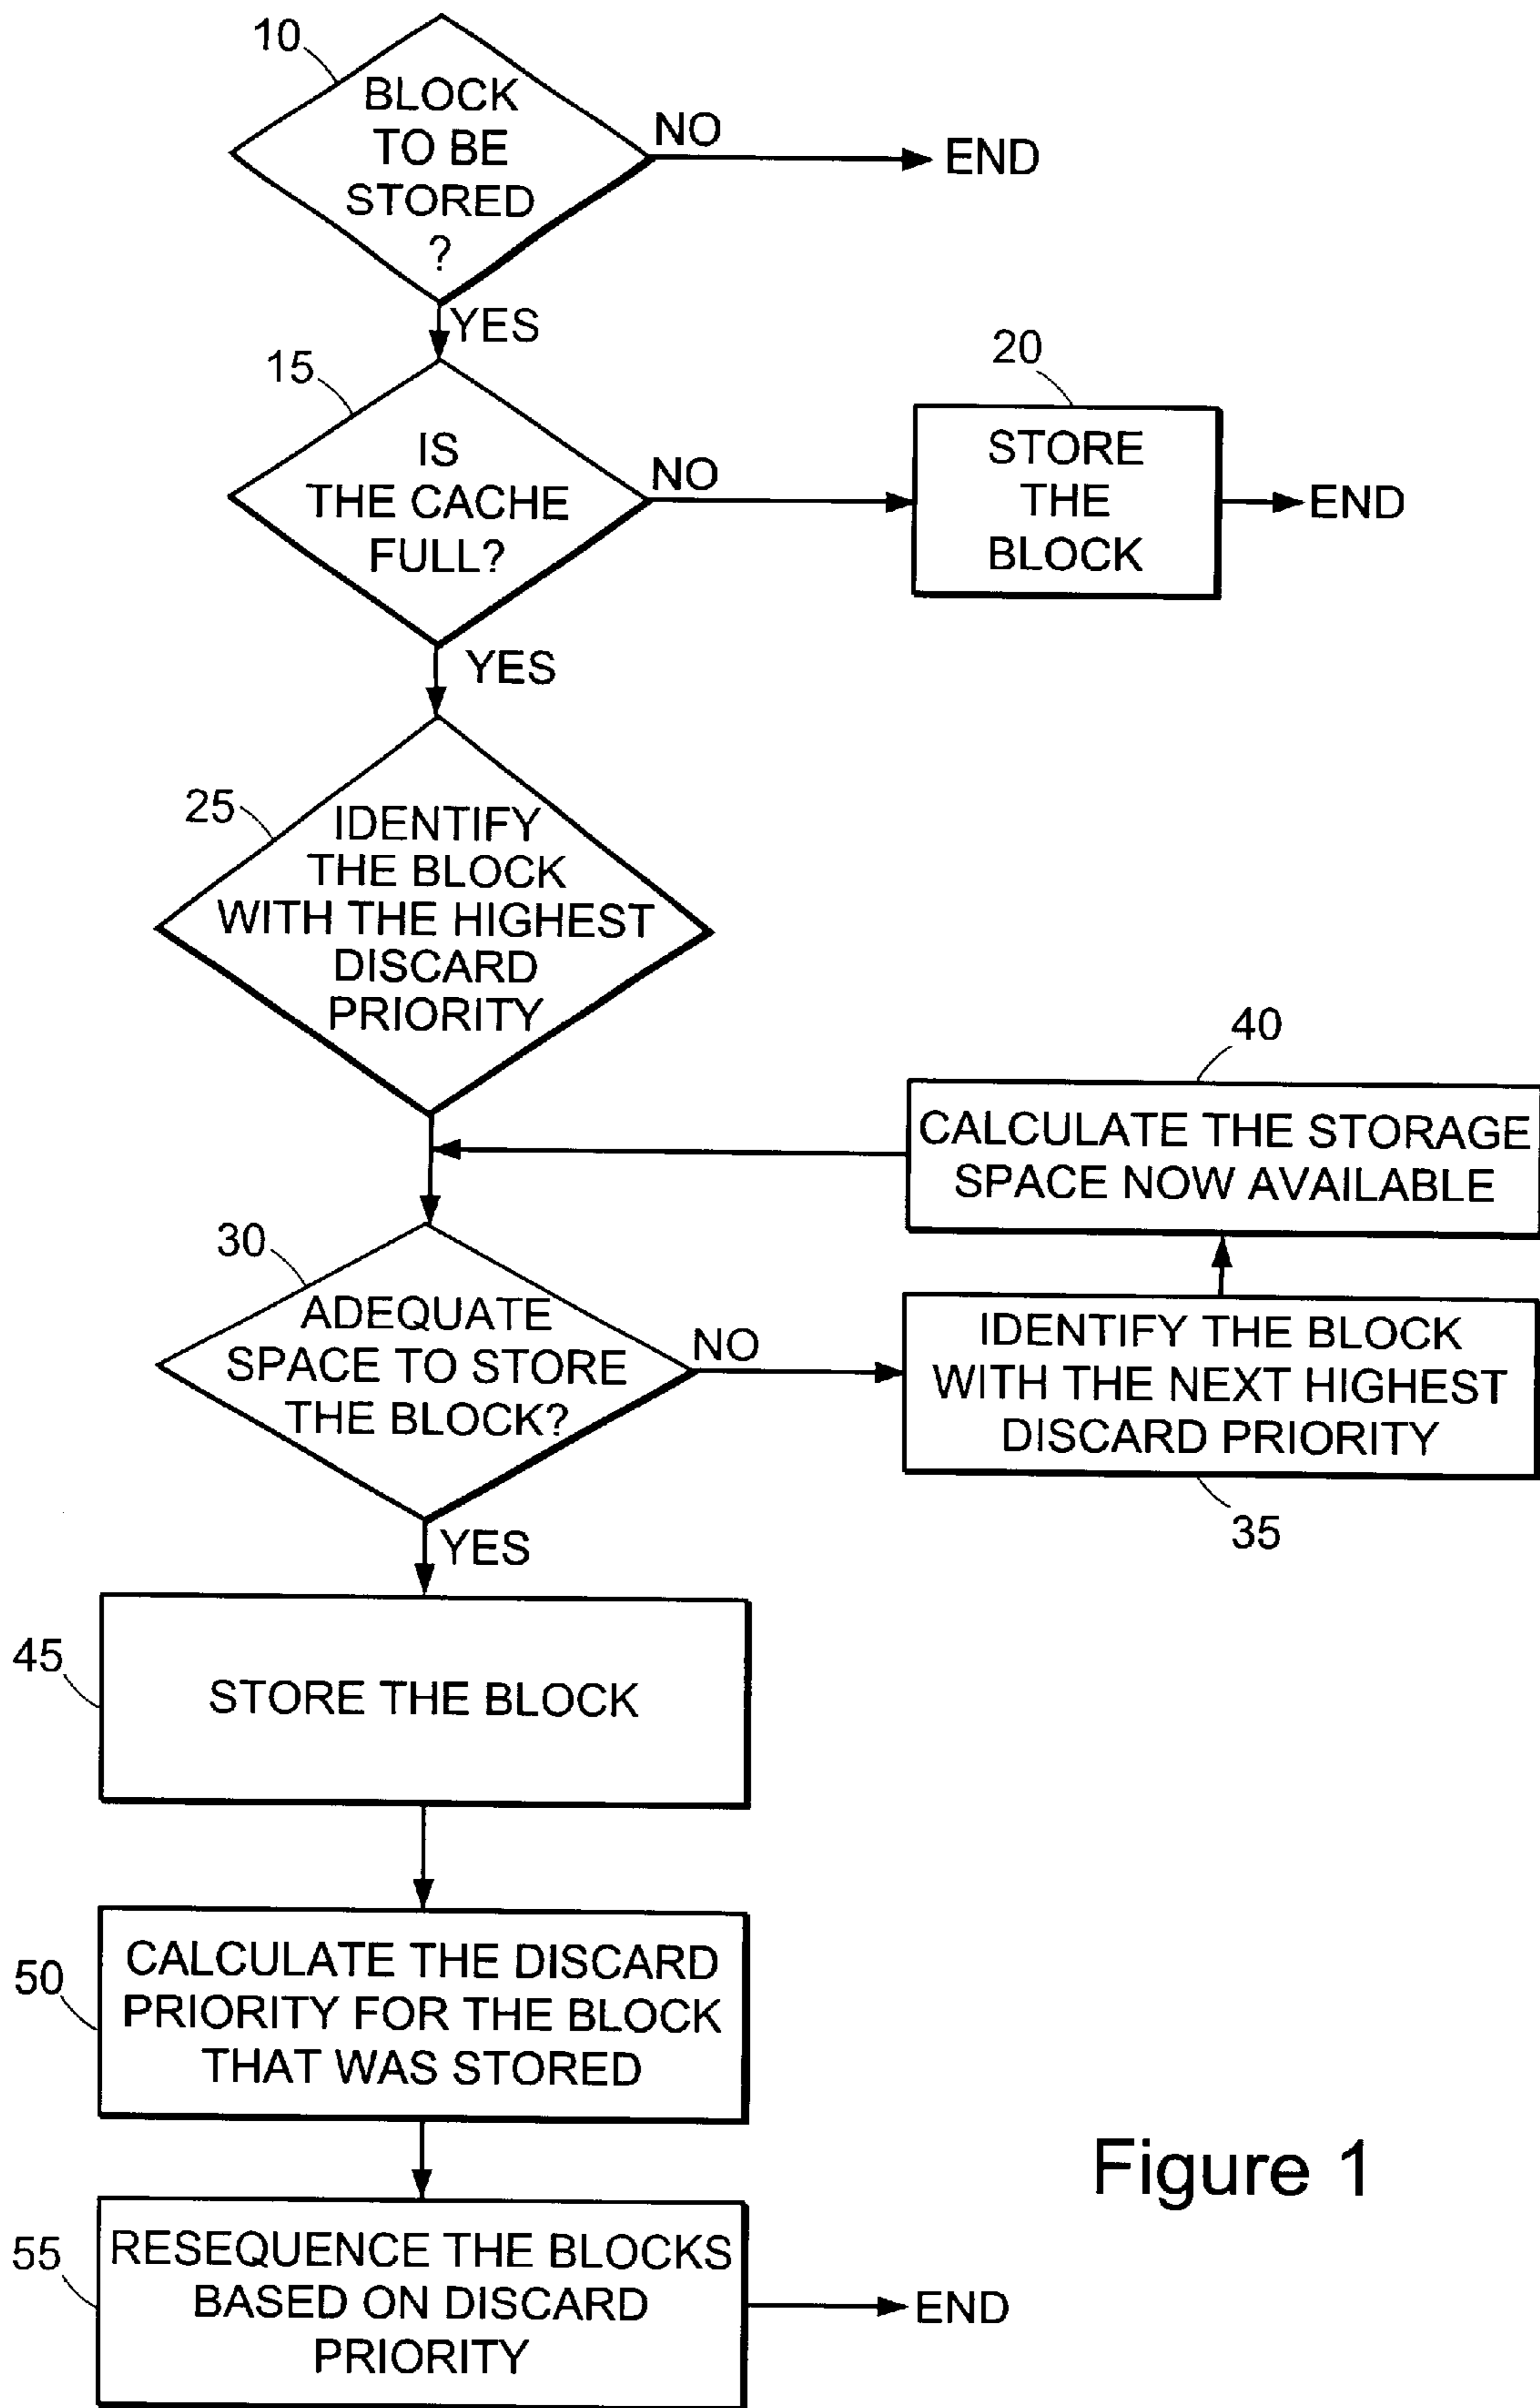 10
BLOCK
TO BE
STORED
?
NO
END
YES
15
IS
THE CACHE
FULL?
NO
20
STORE
THE
BLOCK
END
YES
25
IDENTIFY
THE BLOCK
WITH THE HIGHEST
DISCARD
PRIORITY
40
CALCULATE THE STORAGE
SPACE NOW AVAILABLE
30
ADEQUATE
SPACE TO STORE
THE BLOCK?
NO
IDENTIFY THE BLOCK
WITH THE NEXT HIGHEST
DISCARD PRIORITY
35
YES
45
STORE THE BLOCK
50
CALCULATE THE DISCARD
PRIORITY FOR THE BLOCK
THAT WAS STORED
Figure 1
55
RESEQUENCE THE BLOCKS
BASED ON DISCARD
PRIORITY
END